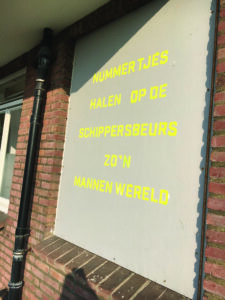 NUMMERTJES
HALEN OP DE
SCHIPPERSBEURS
ZO'N
MANNENWERELD